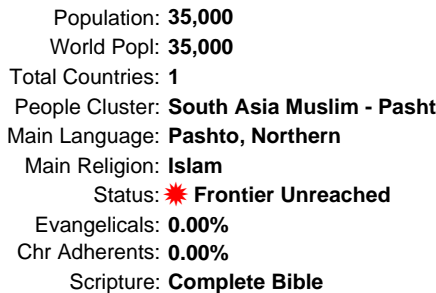 Population: 35,000
World Popl: 35,000
Total Countries: 1
People Cluster: South Asia Muslim - Pasht
Main Language: Pashto, Northern
Main Religion: Islam
Status: Frontier Unreached
Evangelicals: 0.00%
Chr Adherents: 0.00%
Scripture: Complete Bible